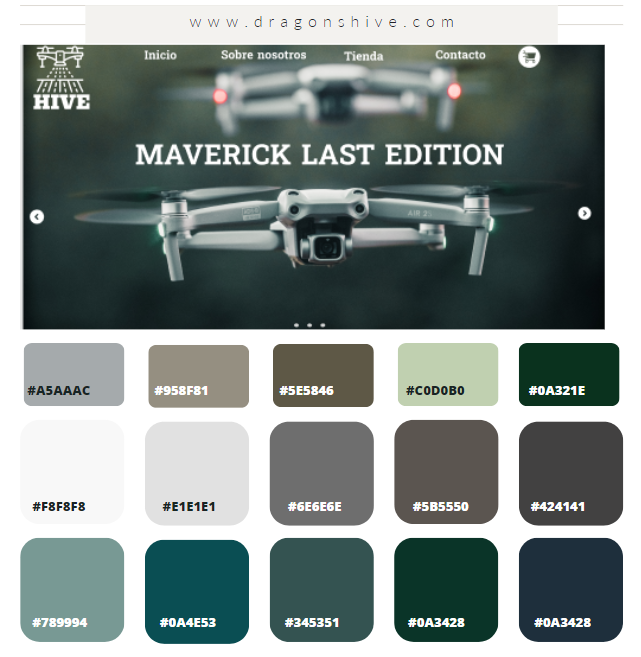 www.dragonshive.com
Inicio Sobre nosotros Tienda Contacto
HIVE
MAVERICK LAST EDITION
AIR 2S
#A5AAAC #958F81 #5E5846 #C0D0B0 #0A321E
#F8F8F8 #E1E1E1 #6E6E6E #5B5550 #424141
#789994 #0A4E53 #345351 #0A3428 #0A3428